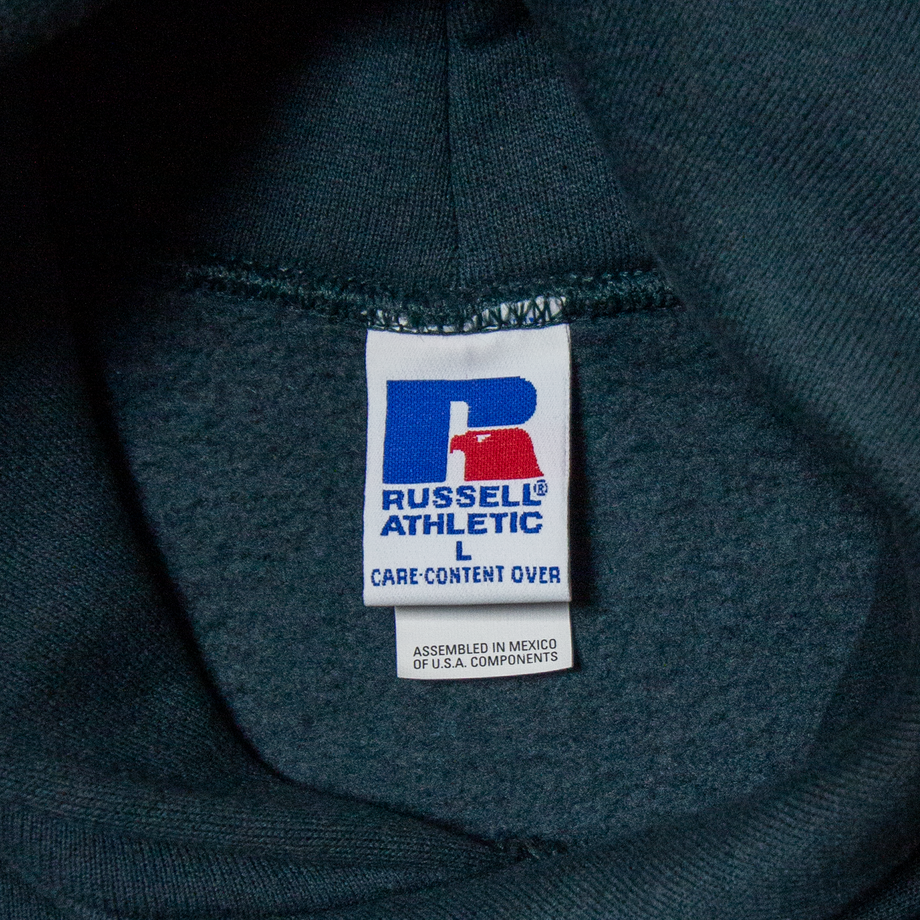 RUSSELL®
ATHLETIC
L
CARE·CONTENT OVER
ASSEMBLED IN MEXICO
OF U.S.A. COMPONENTS